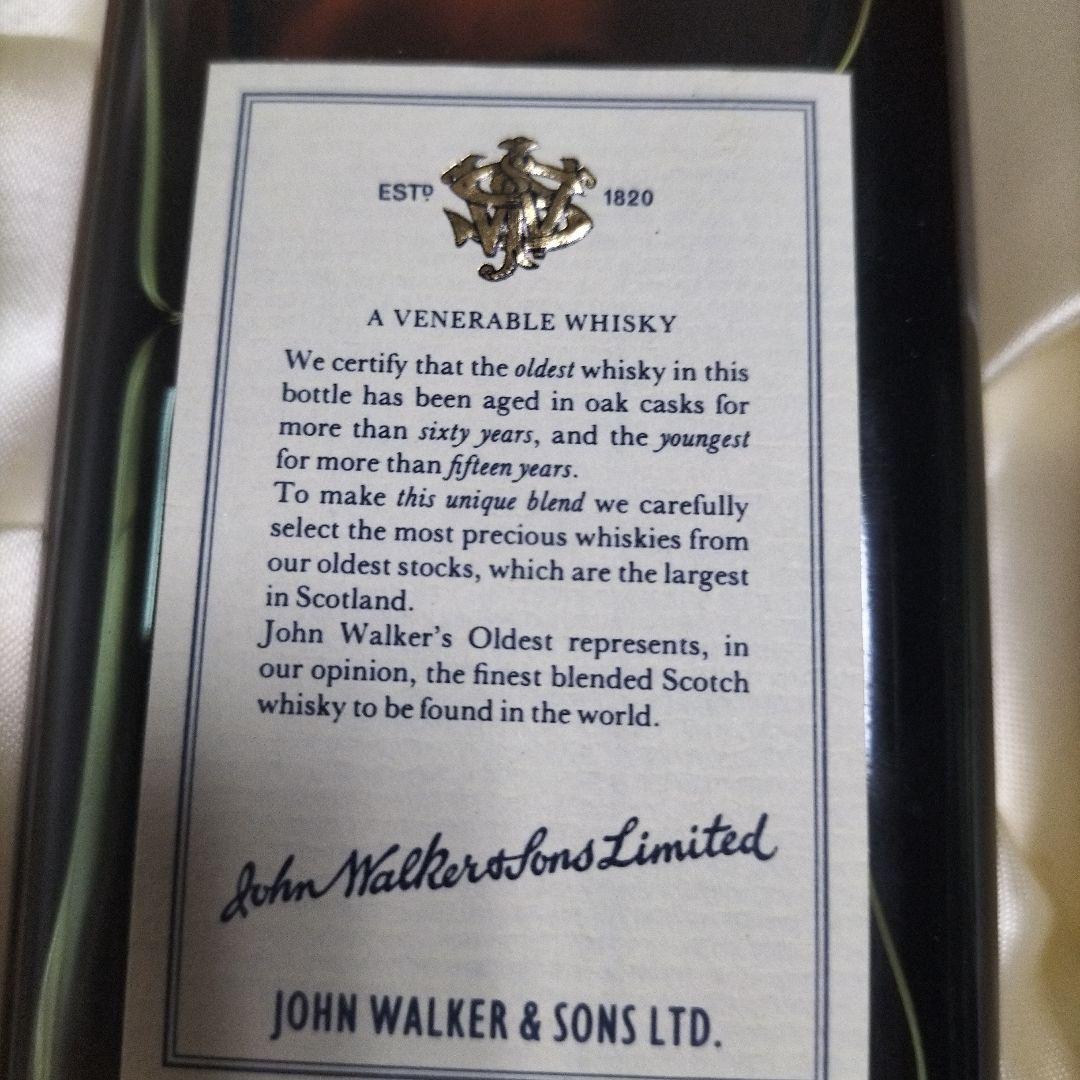 ESTD 1820
A VENERABLE WHISKY
We certify that the oldest whisky in this
bottle has been aged in oak casks for
more than sixty years, and the youngest
for more than fifteen years.
To make this unique blend we carefully
select the most precious whiskies from
our oldest stocks, which are the largest
in Scotland.
John Walker's Oldest represents, in
our opinion, the finest blended Scotch
whisky to be found in the world.
John Walker & Sons Limited
JOHN WALKER & SONS LTD.